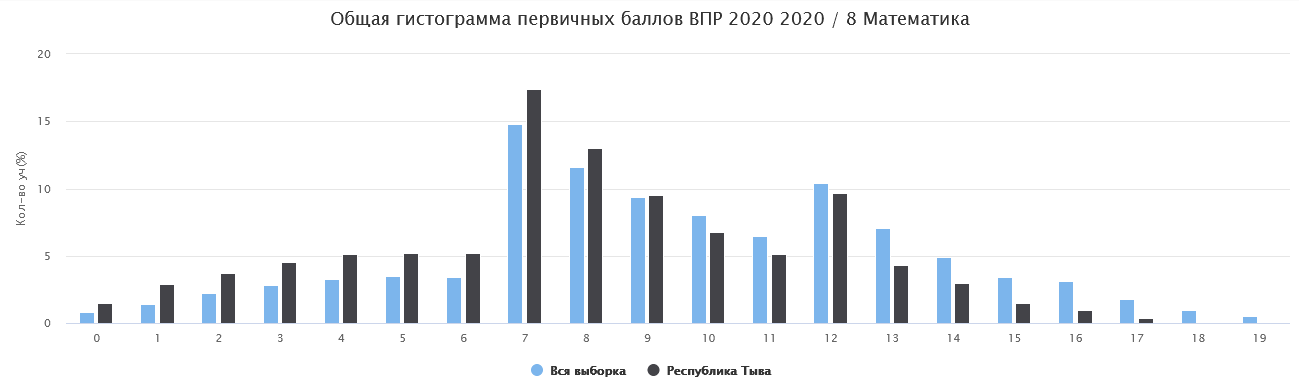 Общая гистограмма первичных баллов ВПР 2020 2020 / 8 Математика
20
15
10
5
0
Кол-во уч(%)
0 1 2 3 4 5 6 7 8 9 10 11 12 13 14 15 16 17 18 19
Вся выборка Республика Тыва